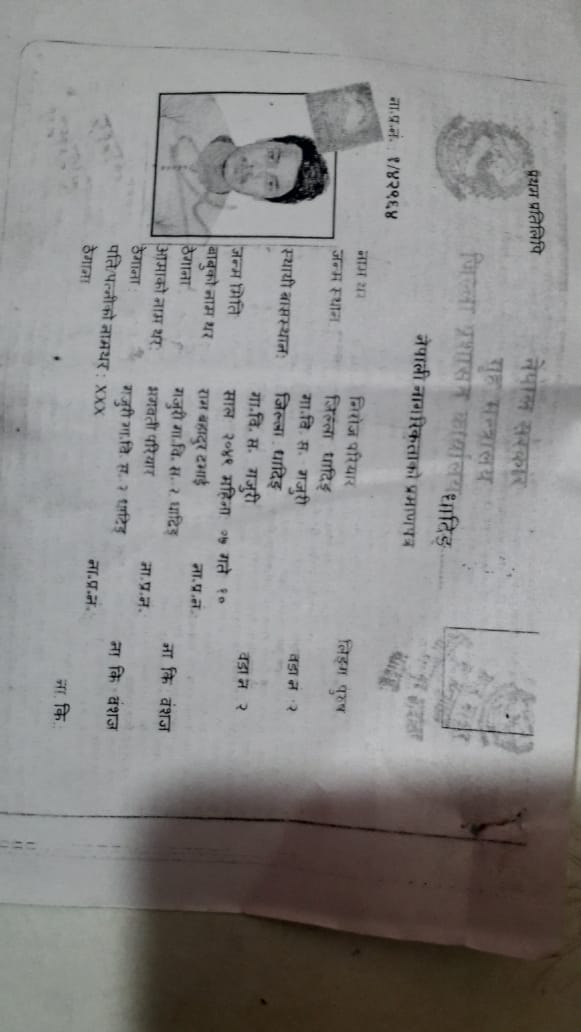 प्रथम प्रतिलिपि
नेपाल सरकार
गृह मन्त्रालय
जिल्ला प्रशासन कार्यालय धादिङ्ग
नेपाली नागरिकताको प्रमाणपत्र
ना.प्र.नं. : १/४२९६४
नाम थर निरोज परियार लिङ्ग पुरुष
जन्म स्थान जिल्ला धादिङ्ग
गा.वि. स. गजुरी वडा नं २
स्थायी बासस्थान: जिल्ला धादिङ्ग
गा.वि. स. गजुरी वडा नं २
जन्म मिति साल २०४९ महिना ०७ गते १०
बाबुको नाम थर राम बहादुर दमाई ना.प्र.नं. ना कि वंशज
ठेगाना गजुरी गा.वि स. २ धादिङ्ग
आमाको नाम थर: भगवती परियार ना.प्र.नं. ना कि वंशज
ठेगाना : गजुरी गा.वि स. २ धादिङ्ग
पति/पत्नीको नामथर : XXX ना.प्र.नं. ना कि:
ठेगाना